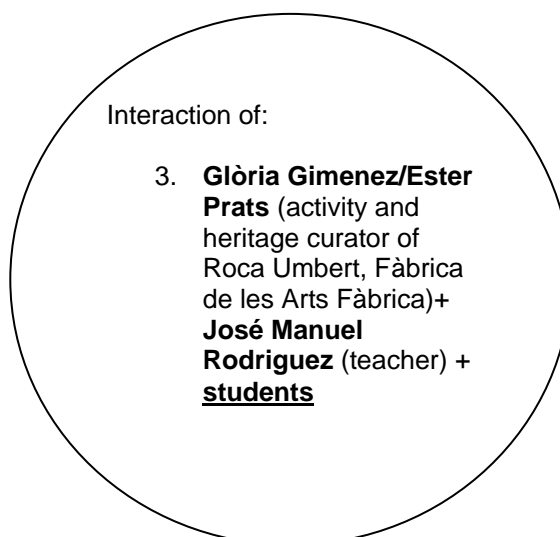 Interaction of:
3. Glòria Gimenez/Ester
Prats (activity and
heritage curator of
Roca Umbert, Fàbrica
de les Arts Fàbrica)+
José Manuel
Rodriguez (teacher) +
students